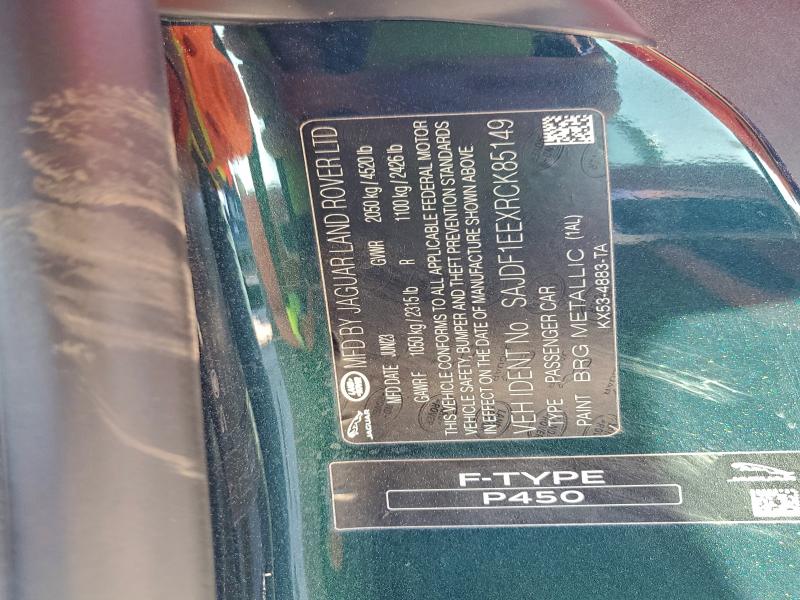 MFD BY JAGUAR LAND ROVER LTD
MFD DATE JUN/23 GVWR 2050 kg / 4520 lb
GAWR F 1050 kg / 2315 lb R 1100 kg / 2426 lb
THIS VEHICLE CONFORMS TO ALL APPLICABLE FEDERAL MOTOR
VEHICLE SAFETY, BUMPER AND THEFT PREVENTION STANDARDS
IN EFFECT ON THE DATE OF MANUFACTURE SHOWN ABOVE.
VEH IDENT No. SAJDF1EEXRCK85149
TYPE PASSENGER CAR
PAINT BRG METALLIC (1AL)
KX53-4883-TA
JAGUAR
F-TYPE
P450